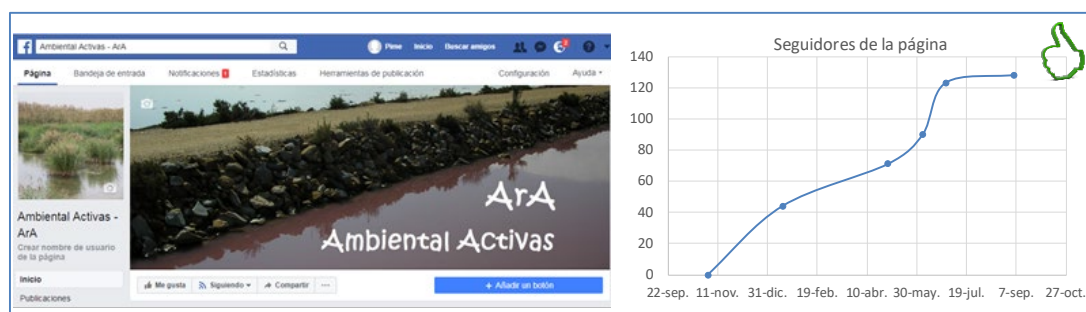 Ambiental Activas - ArA
Pime Inicio Buscar amigos
Página Bandeja de entrada Notificaciones 1 Estadísticas Herramientas de publicación Configuración Ayuda
ArA
Ambiental Activas
Ambiental Activas -
ArA
Crear nombre de usuario
de la página
Inicio
Publicaciones
Me gusta Siguiendo Compartir ...
+ Añadir un botón
Seguidores de la página
140
120
100
80
60
40
20
0
22-sep. 11-nov. 31-dic. 19-feb. 10-abr. 30-may. 19-jul. 7-sep. 27-oct.